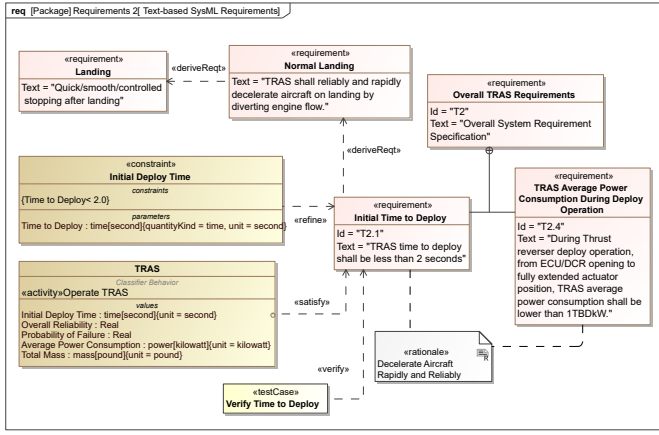 req [Package] Requirements 2[ Text-based SysML Requirements]
«requirement»
Landing
Text = "Quick/smooth/controlled
stopping after landing"
«deriveReqt»
«requirement»
Normal Landing
Text = "TRAS shall reliably and rapidly
decelerate aircraft on landing by
diverting engine flow."
«requirement»
Overall TRAS Requirements
Id = "T2"
Text = "Overall System Requirement
Specification"
«deriveReqt»
«constraint»
Initial Deploy Time
constraints
{Time to Deploy< 2.0}
parameters
Time to Deploy : time[second]{quantityKind = time, unit = second}
«refine»
«requirement»
Initial Time to Deploy
Id = "T2.1"
Text = "TRAS time to deploy
shall be less than 2 seconds"
«requirement»
TRAS Average Power
Consumption During Deploy
Operation
Id = "T2.4"
Text = "During Thrust
reverser deploy operation,
from ECU/DCR opening to
fully extended actuator
position, TRAS average
power consumption shall be
lower than 1TBDkW."
TRAS
Classifier Behavior
«activity»Operate TRAS
values
Initial Deploy Time : time[second]{unit = second}
Overall Reliability : Real
Probability of Failure : Real
Average Power Consumption : power[kilowatt]{unit = kilowatt}
Total Mass : mass[pound]{unit = pound}
«satisfy»
«verify»
«rationale»
Decelerate Aircraft
Rapidly and Reliably
«testCase»
Verify Time to Deploy